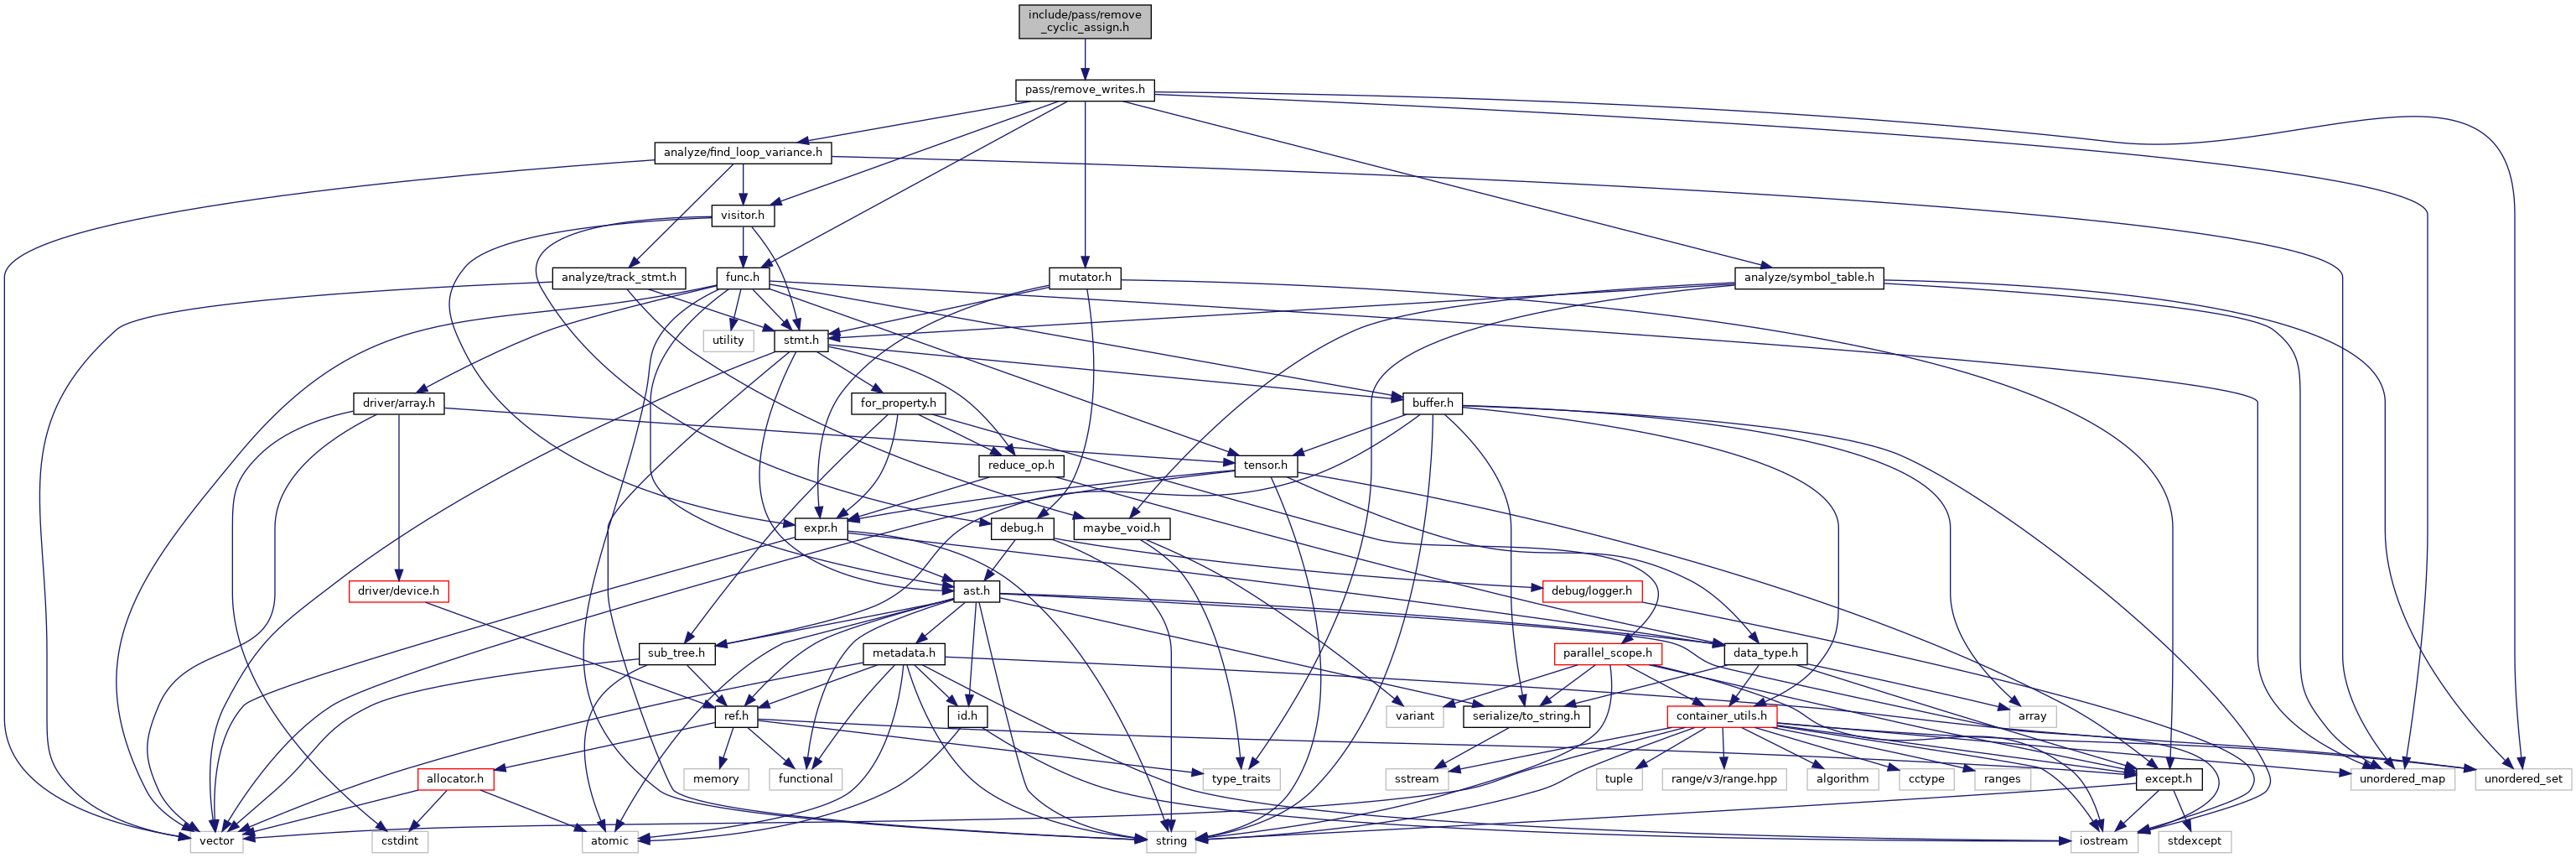 include/pass/remove
_cyclic_assign.h
pass/remove_writes.h
analyze/find_loop_variance.h
visitor.h
analyze/track_stmt.h
func.h
mutator.h
analyze/symbol_table.h
utility
stmt.h
driver/array.h
for_property.h
buffer.h
reduce_op.h
tensor.h
expr.h
debug.h
maybe_void.h
driver/device.h
ast.h
debug/logger.h
sub_tree.h
metadata.h
parallel_scope.h
data_type.h
ref.h
id.h
variant
serialize/to_string.h
container_utils.h
array
allocator.h
memory
functional
type_traits
sstream
tuple
range/v3/range.hpp
algorithm
cctype
ranges
except.h
unordered_map
unordered_set
vector
cstdint
atomic
string
iostream
stdexcept